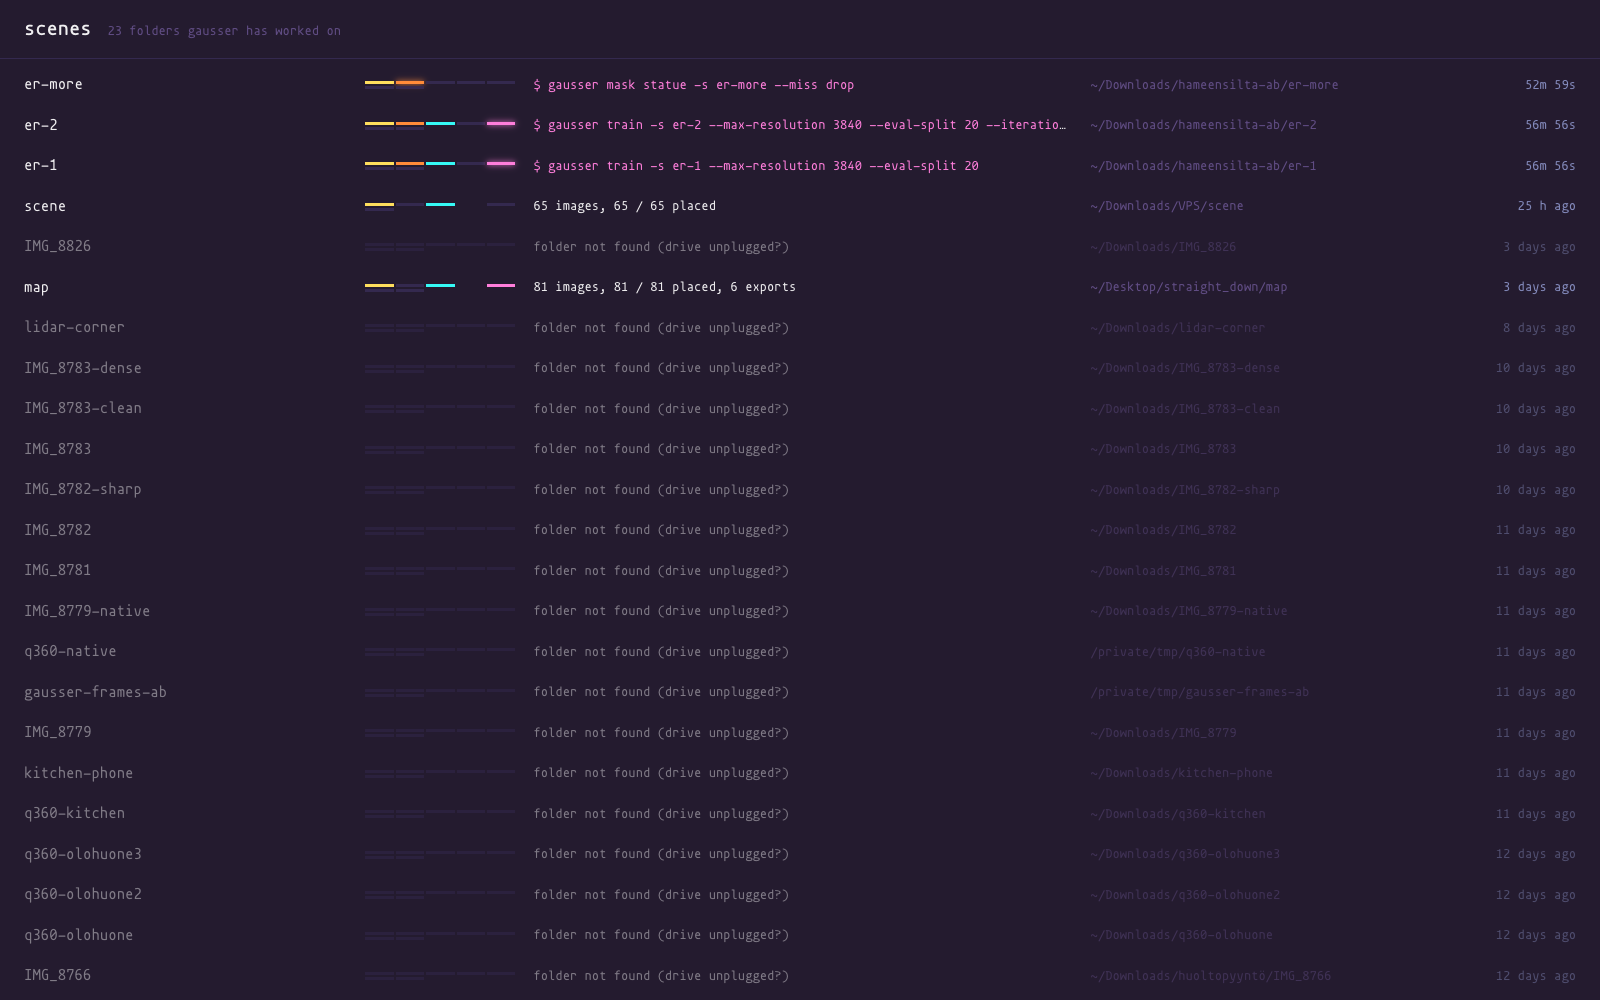 scenes 23 folders gausser has worked on
er-more $ gausser mask statue -s er-more --miss drop ~/Downloads/hameensilta-ab/er-more 52m 59s
er-2 $ gausser train -s er-2 --max-resolution 3840 --eval-split 20 --iteratio… ~/Downloads/hameensilta-ab/er-2 56m 56s
er-1 $ gausser train -s er-1 --max-resolution 3840 --eval-split 20 ~/Downloads/hameensilta-ab/er-1 56m 56s
scene 65 images, 65 / 65 placed ~/Downloads/VPS/scene 25 h ago
IMG_8826 folder not found (drive unplugged?) ~/Downloads/IMG_8826 3 days ago
map 81 images, 81 / 81 placed, 6 exports ~/Desktop/straight_down/map 3 days ago
lidar-corner folder not found (drive unplugged?) ~/Downloads/lidar-corner 8 days ago
IMG_8783-dense folder not found (drive unplugged?) ~/Downloads/IMG_8783-dense 10 days ago
IMG_8783-clean folder not found (drive unplugged?) ~/Downloads/IMG_8783-clean 10 days ago
IMG_8783 folder not found (drive unplugged?) ~/Downloads/IMG_8783 10 days ago
IMG_8782-sharp folder not found (drive unplugged?) ~/Downloads/IMG_8782-sharp 10 days ago
IMG_8782 folder not found (drive unplugged?) ~/Downloads/IMG_8782 11 days ago
IMG_8781 folder not found (drive unplugged?) ~/Downloads/IMG_8781 11 days ago
IMG_8779-native folder not found (drive unplugged?) ~/Downloads/IMG_8779-native 11 days ago
q360-native folder not found (drive unplugged?) /private/tmp/q360-native 11 days ago
gausser-frames-ab folder not found (drive unplugged?) /private/tmp/gausser-frames-ab 11 days ago
IMG_8779 folder not found (drive unplugged?) ~/Downloads/IMG_8779 11 days ago
kitchen-phone folder not found (drive unplugged?) ~/Downloads/kitchen-phone 11 days ago
q360-kitchen folder not found (drive unplugged?) ~/Downloads/q360-kitchen 11 days ago
q360-olohuone3 folder not found (drive unplugged?) ~/Downloads/q360-olohuone3 12 days ago
q360-olohuone2 folder not found (drive unplugged?) ~/Downloads/q360-olohuone2 12 days ago
q360-olohuone folder not found (drive unplugged?) ~/Downloads/q360-olohuone 12 days ago
IMG_8766 folder not found (drive unplugged?) ~/Downloads/huoltopyyntö/IMG_8766 12 days ago